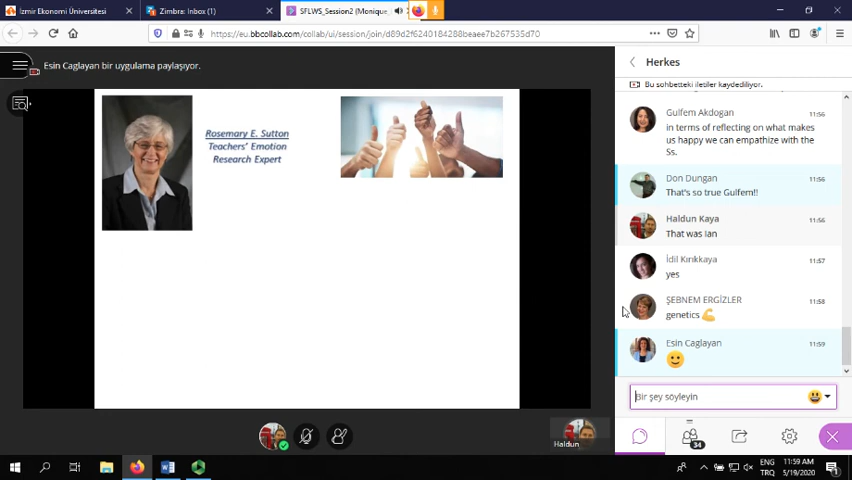 İzmir Ekonomi Üniversitesi
Zimbra: Inbox (1)
SFLWS_Session2 (Monique_
https://eu.bbcollab.com/collab/ui/session/join/d89d2f6240184288beaee7b267535d70
Esin Caglayan bir uygulama paylaşıyor.
Rosemary E. Sutton
Teachers' Emotion
Research Expert
Herkes
Bu sohbetteki iletiler kaydediliyor.
Gulfem Akdogan 11:56
in terms of reflecting on what makes
us happy we can empathize with the
Ss.
Don Dungan 11:56
That's so true Gulfem!!
Haldun Kaya 11:56
That was Ian
İdil Kırıkkaya 11:57
yes
ŞEBNEM ERGİZLER 11:58
genetics 💪
Esin Caglayan 11:59
🙂
Bir şey söyleyin
34
Haldun
ENG
TRQ
11:59 AM
5/19/2020
1